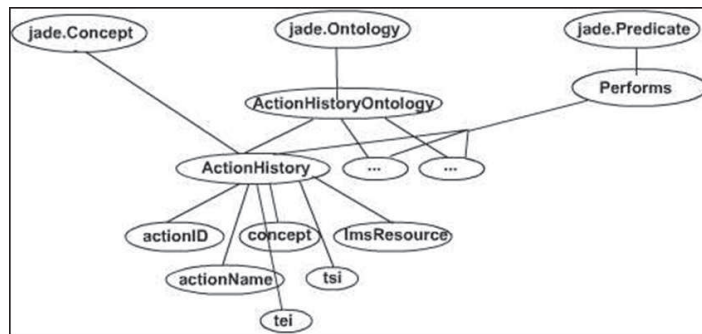 jade.Concept
jade.Ontology
jade.Predicate
ActionHistoryOntology
Performs
ActionHistory
...
...
actionID
concept
lmsResource
actionName
tsi
tei